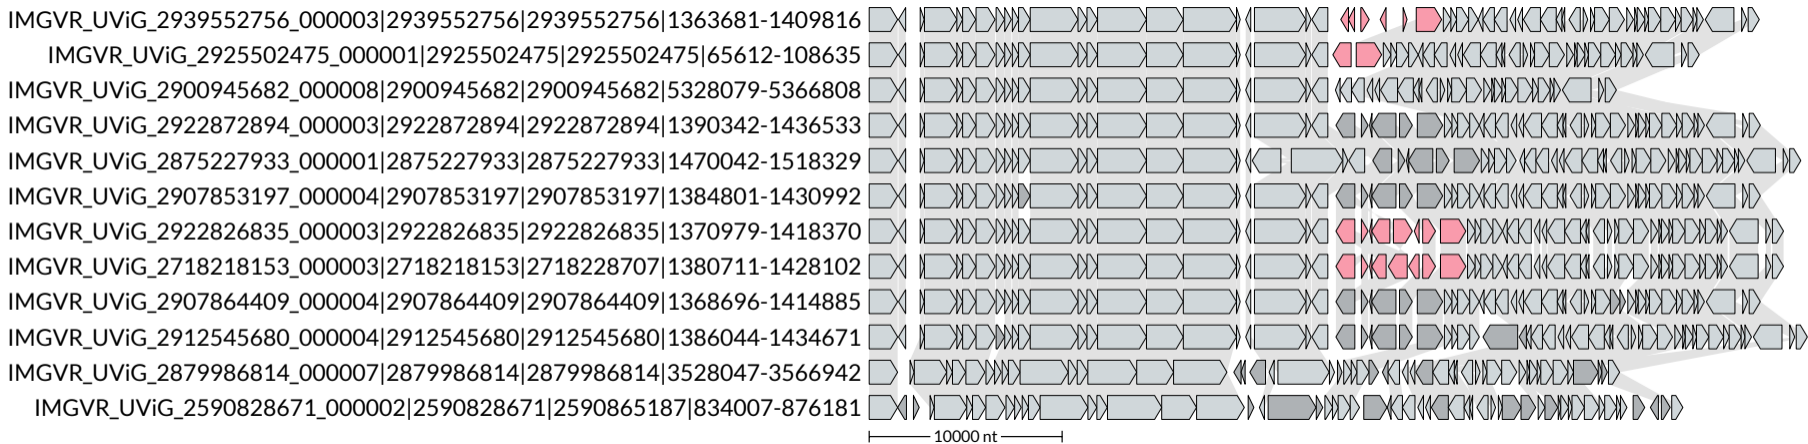 IMGVR_UViG_2939552756_000003|2939552756|2939552756|1363681-1409816
IMGVR_UViG_2925502475_000001|2925502475|2925502475|65612-108635
IMGVR_UViG_2900945682_000008|2900945682|2900945682|5328079-5366808
IMGVR_UViG_2922872894_000003|2922872894|2922872894|1390342-1436533
IMGVR_UViG_2875227933_000001|2875227933|2875227933|1470042-1518329
IMGVR_UViG_2907853197_000004|2907853197|2907853197|1384801-1430992
IMGVR_UViG_2922826835_000003|2922826835|2922826835|1370979-1418370
IMGVR_UViG_2718218153_000003|2718218153|2718228707|1380711-1428102
IMGVR_UViG_2907864409_000004|2907864409|2907864409|1368696-1414885
IMGVR_UViG_2912545680_000004|2912545680|2912545680|1386044-1434671
IMGVR_UViG_2879986814_000007|2879986814|2879986814|3528047-3566942
IMGVR_UViG_2590828671_000002|2590828671|2590865187|834007-876181
10000 nt